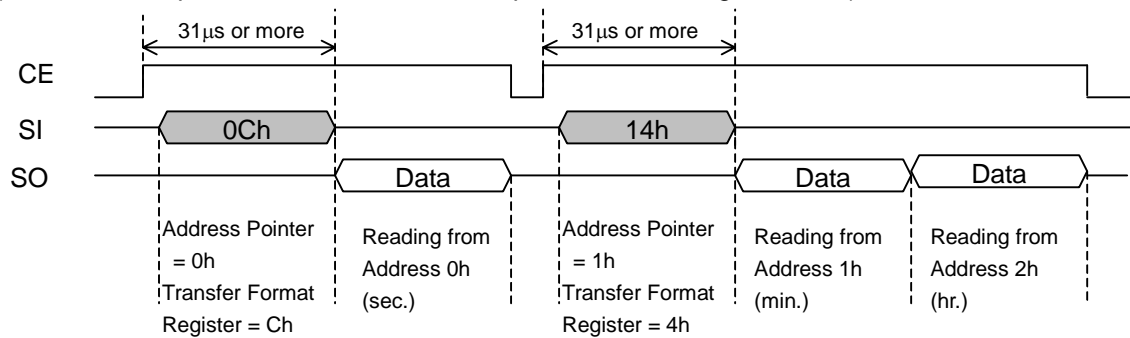 31μs or more 31μs or more
CE
SI 0Ch 14h
SO Data Data Data
Address Pointer
= 0h
Transfer Format
Register = Ch
Reading from
Address 0h
(sec.)
Address Pointer
= 1h
Transfer Format
Register = 4h
Reading from
Address 1h
(min.)
Reading from
Address 2h
(hr.)